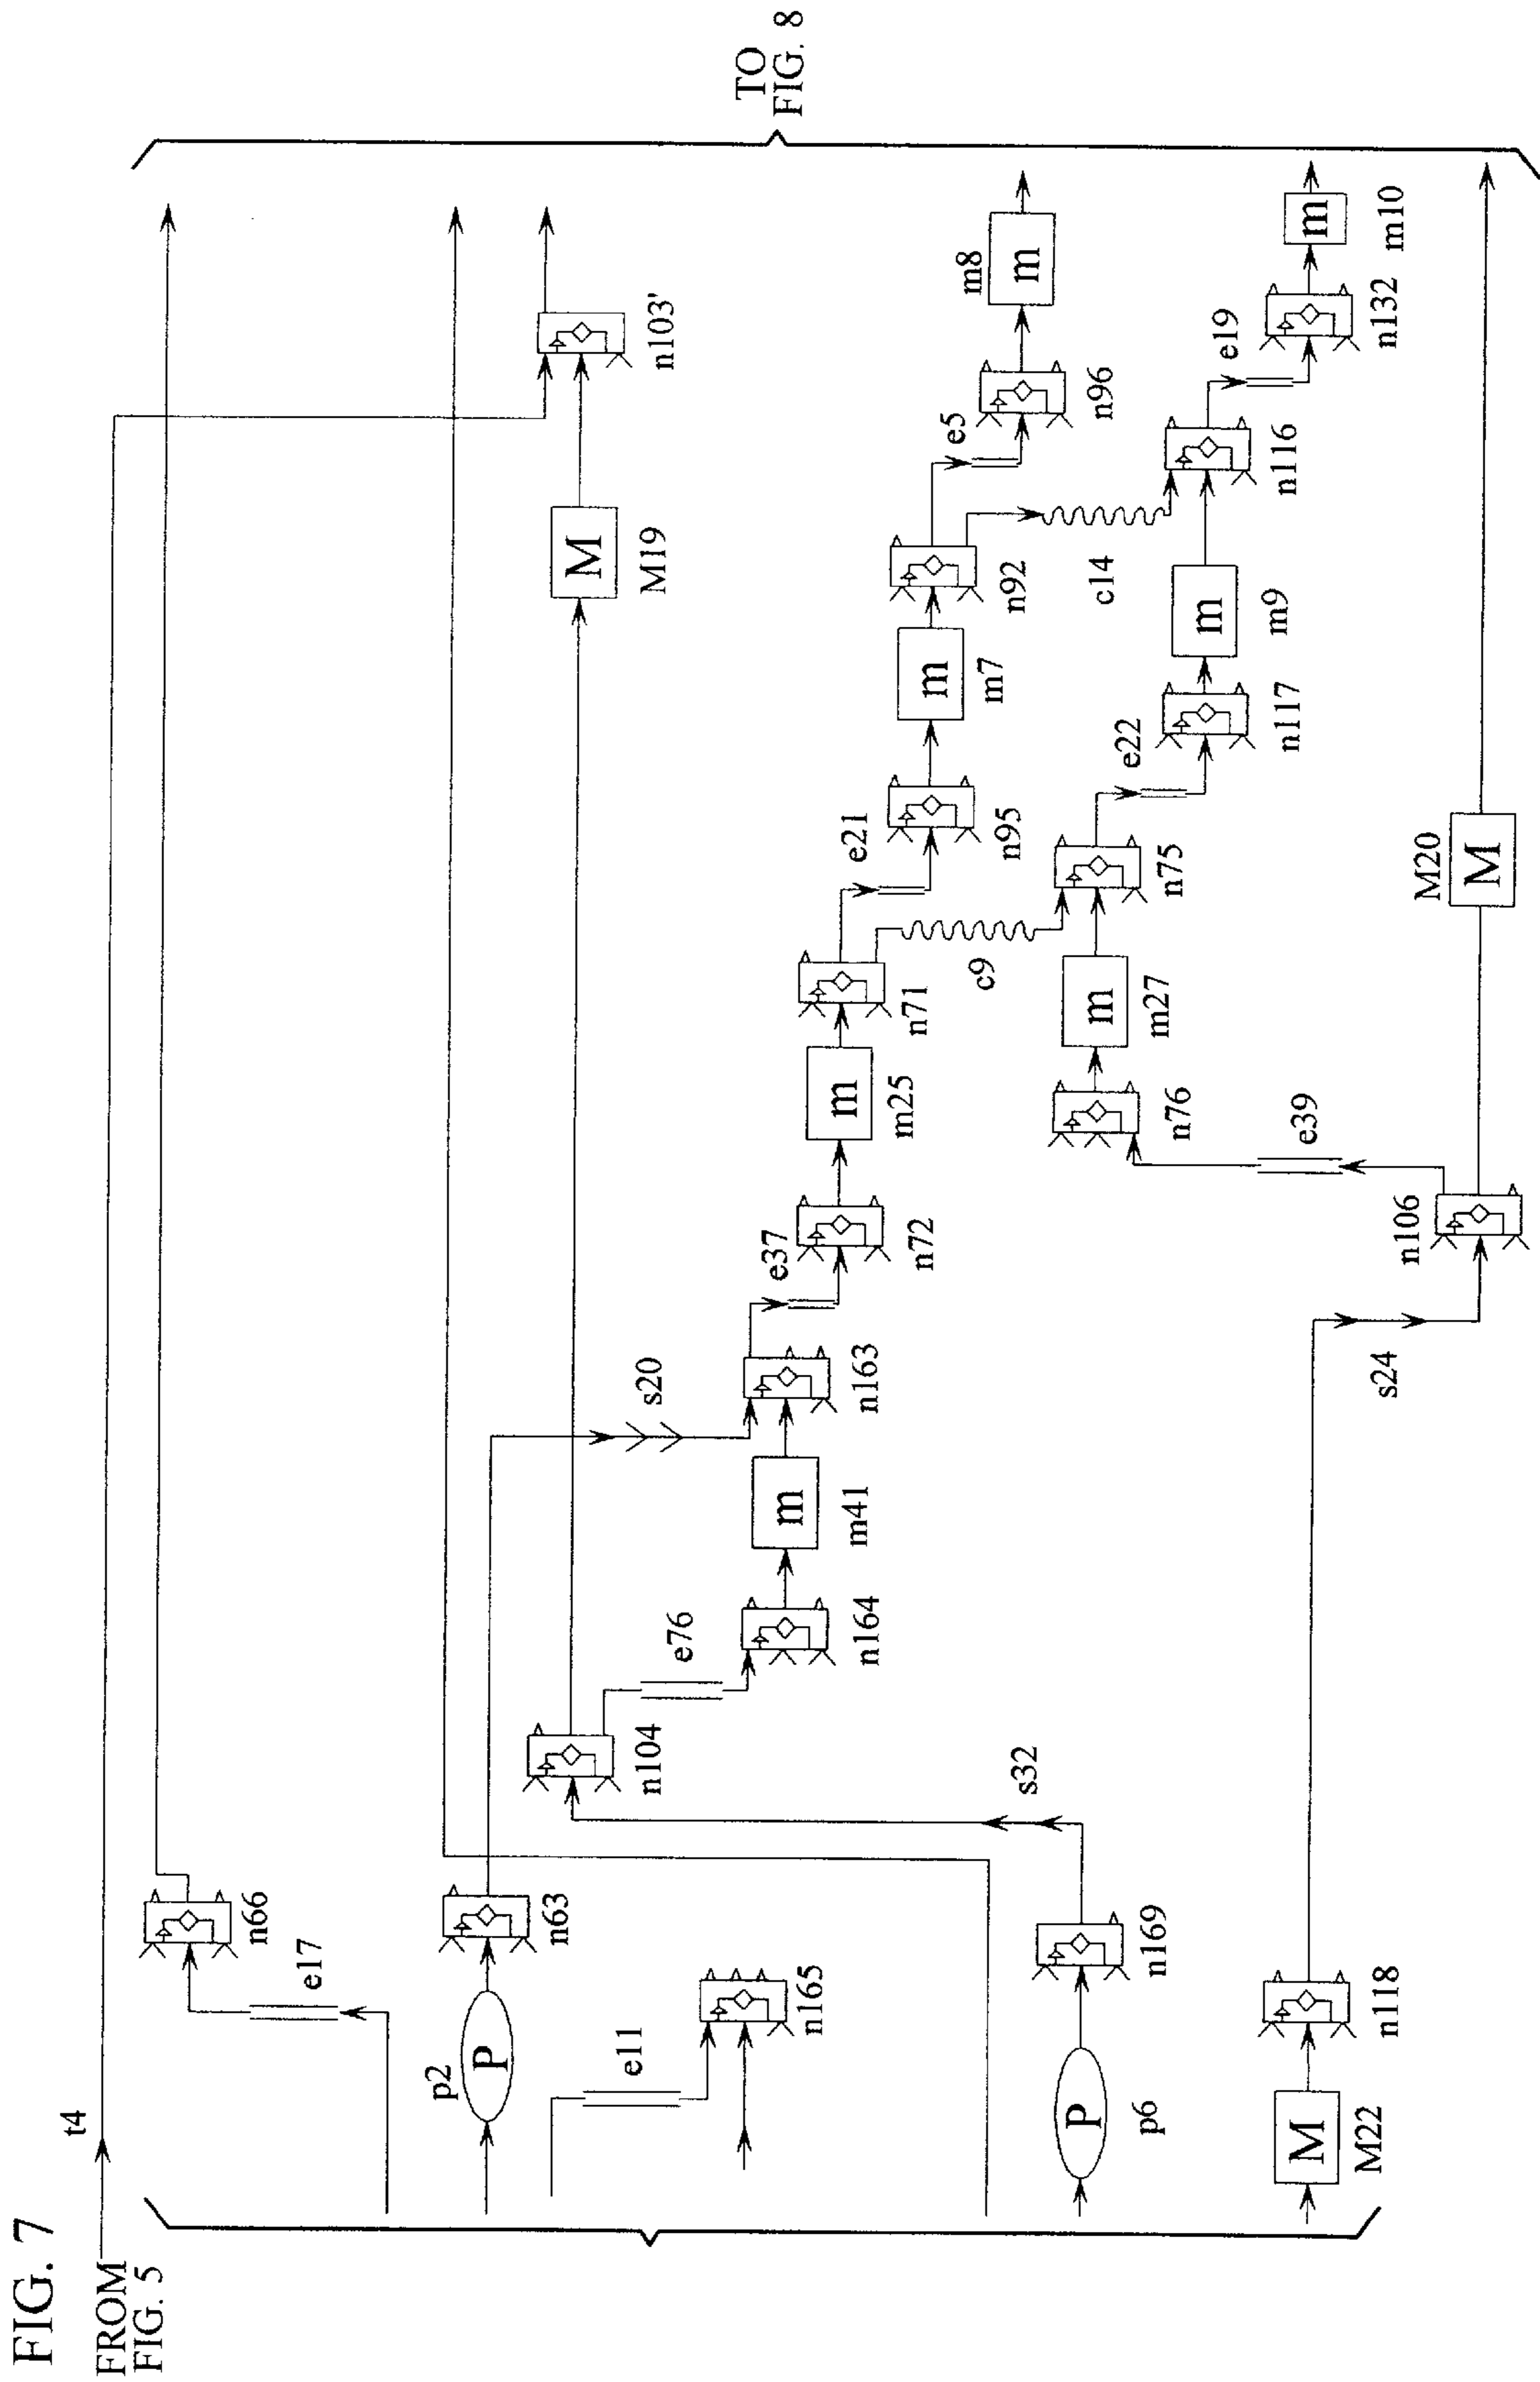 FIG. 7
FROM
FIG. 5
t4
TO
FIG. 8
n66
e17
p2
P
n63
e11
n165
P
p6
n169
M
M22
n118
s32
n104
e76
n164
m
m41
s20
n163
e37
n72
m
m25
n71
e21
n95
m
m7
n92
e5
n96
m8
m
M
M19
n103'
s24
n106
e39
n76
m
m27
c9
n75
e22
n117
m
m9
c14
n116
e19
n132
m
m10
M20
M